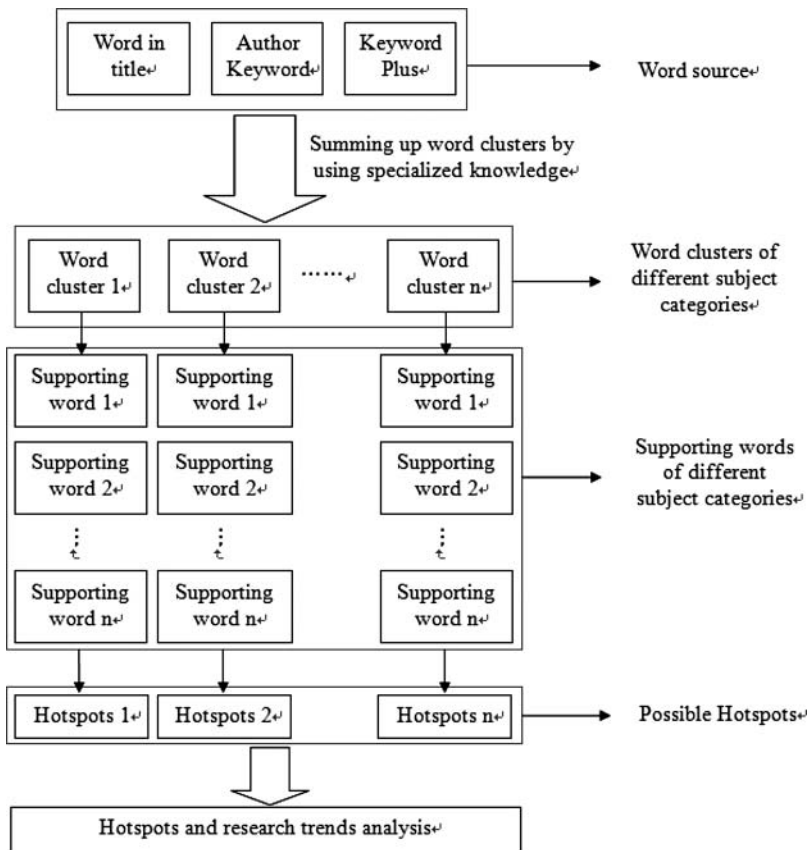 Word in
title↵
Author
Keyword↵
Keyword
Plus↵
Word source↵
Summing up word clusters by
using specialized knowledge↵
Word
cluster 1↵
Word
cluster 2↵
……↵
Word
cluster n↵
Word clusters of
different subject
categories↵
Supporting
word 1↵
Supporting
word 1↵
Supporting
word 1↵
Supporting
word 2↵
Supporting
word 2↵
Supporting
word 2↵
Supporting words
of different
subject categories↵
……↵
……↵
……↵
Supporting
word n↵
Supporting
word n↵
Supporting
word n↵
Hotspots 1↵
Hotspots 2↵
Hotspots n↵
Possible Hotspots↵
Hotspots and research trends analysis↵